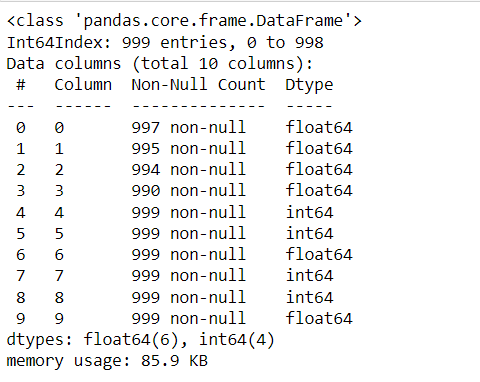 <class 'pandas.core.frame.DataFrame'>
Int64Index: 999 entries, 0 to 998
Data columns (total 10 columns):
 #   Column  Non-Null Count  Dtype
---  ------  --------------  -----
 0   0       997 non-null    float64
 1   1       995 non-null    float64
 2   2       994 non-null    float64
 3   3       990 non-null    float64
 4   4       999 non-null    int64
 5   5       999 non-null    int64
 6   6       999 non-null    float64
 7   7       999 non-null    int64
 8   8       999 non-null    int64
 9   9       999 non-null    float64
dtypes: float64(6), int64(4)
memory usage: 85.9 KB